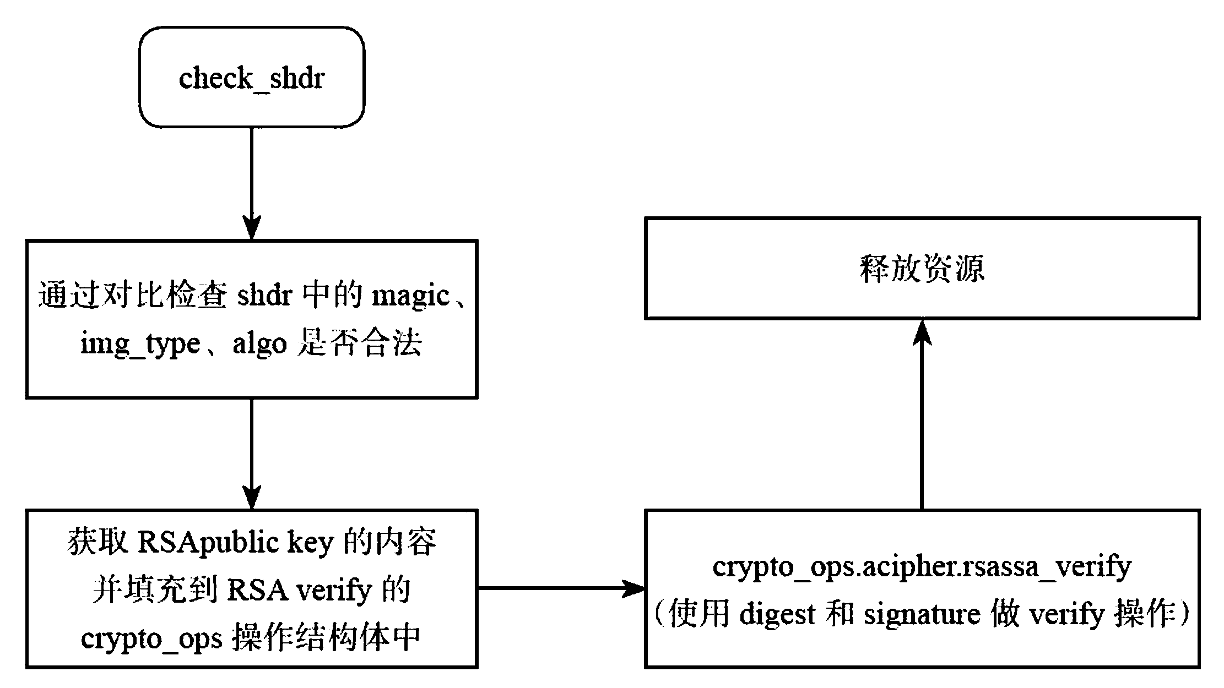 check_shdr
通过对比检查 shdr 中的 magic、
img_type、algo 是否合法
获取 RSApublic key 的内容
并填充到 RSA verify 的
crypto_ops 操作结构体中
crypto_ops.acipher.rsassa_verify
（使用 digest 和 signature 做 verify 操作）
释放资源